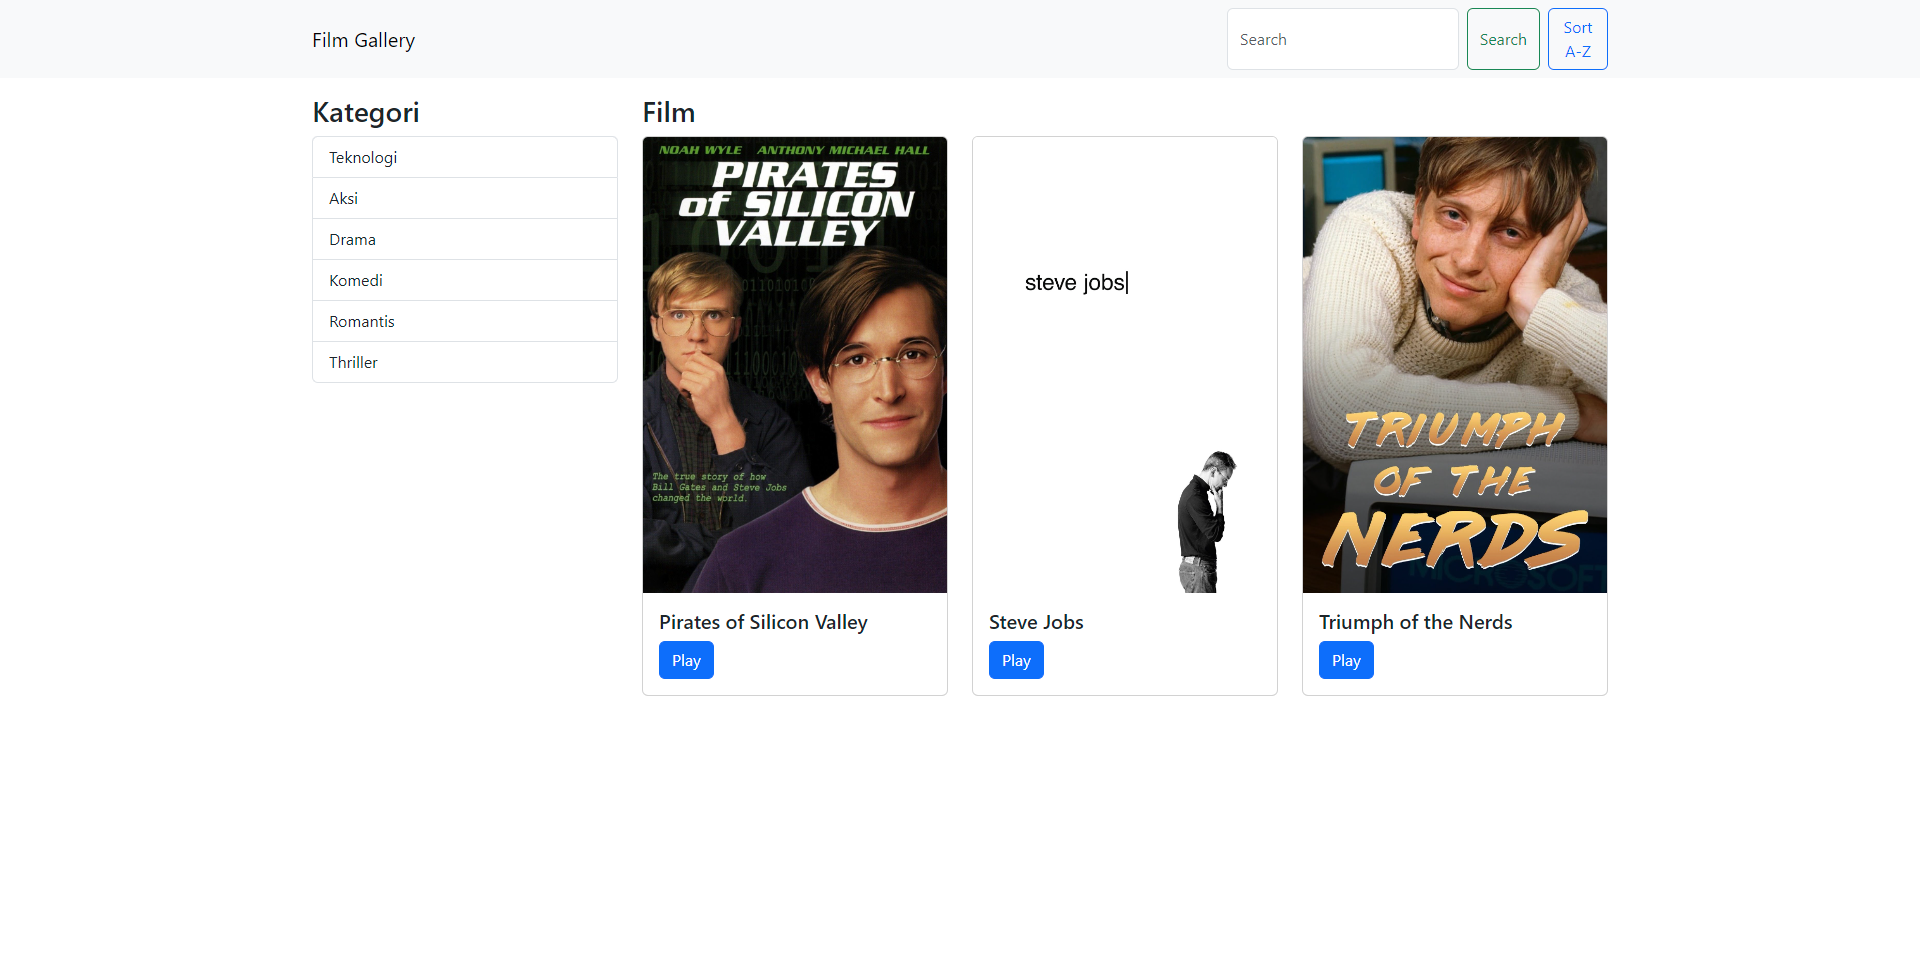 Film Gallery
Search
Search
Sort
A-Z
Kategori
Teknologi
Aksi
Drama
Komedi
Romantis
Thriller
Film
NOAH WYLE ANTHONY MICHAEL HALL
PIRATES
of SILICON
VALLEY
The true story of how
Bill Gates and Steve Jobs
changed the world.
Pirates of Silicon Valley
Play
steve jobs
Steve Jobs
Play
TRIUMPH
OF THE
NERDS
MICROSOFT
Triumph of the Nerds
Play